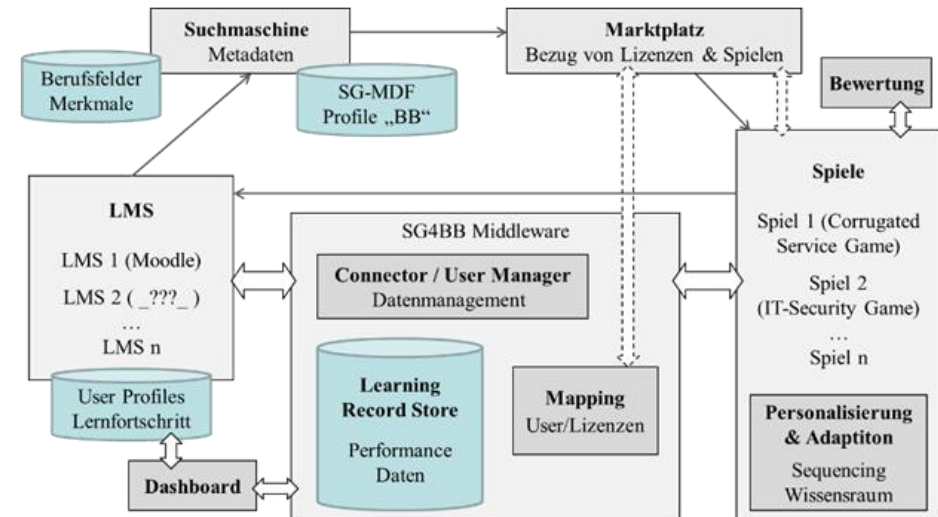 Suchmaschine
Metadaten
Marktplatz
Bezug von Lizenzen & Spielen
Berufsfelder
Merkmale
SG-MDF
Profile „BB“
Bewertung
LMS
LMS 1 (Moodle)
LMS 2 ( _???_ )
…
LMS n
User Profiles
Lernfortschritt
Dashboard
SG4BB Middleware
Connector / User Manager
Datenmanagement
Learning
Record Store
Performance
Daten
Mapping
User/Lizenzen
Spiele
Spiel 1 (Corrugated
Service Game)
Spiel 2
(IT-Security Game)
…
Spiel n
Personalisierung
& Adaptiton
Sequencing
Wissensraum